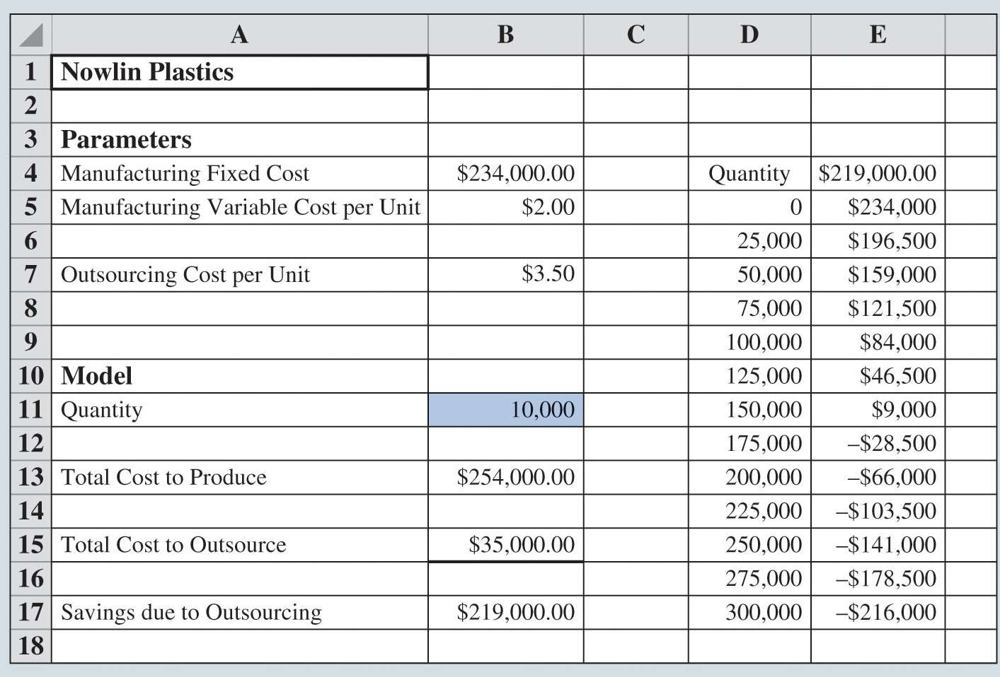 A B C D E
1 Nowlin Plastics
2
3 Parameters
4 Manufacturing Fixed Cost $234,000.00 Quantity $219,000.00
5 Manufacturing Variable Cost per Unit $2.00 0 $234,000
6 25,000 $196,500
7 Outsourcing Cost per Unit $3.50 50,000 $159,000
8 75,000 $121,500
9 100,000 $84,000
10 Model 125,000 $46,500
11 Quantity 10,000 150,000 $9,000
12 175,000 –$28,500
13 Total Cost to Produce $254,000.00 200,000 –$66,000
14 225,000 –$103,500
15 Total Cost to Outsource $35,000.00 250,000 –$141,000
16 275,000 –$178,500
17 Savings due to Outsourcing $219,000.00 300,000 –$216,000
18